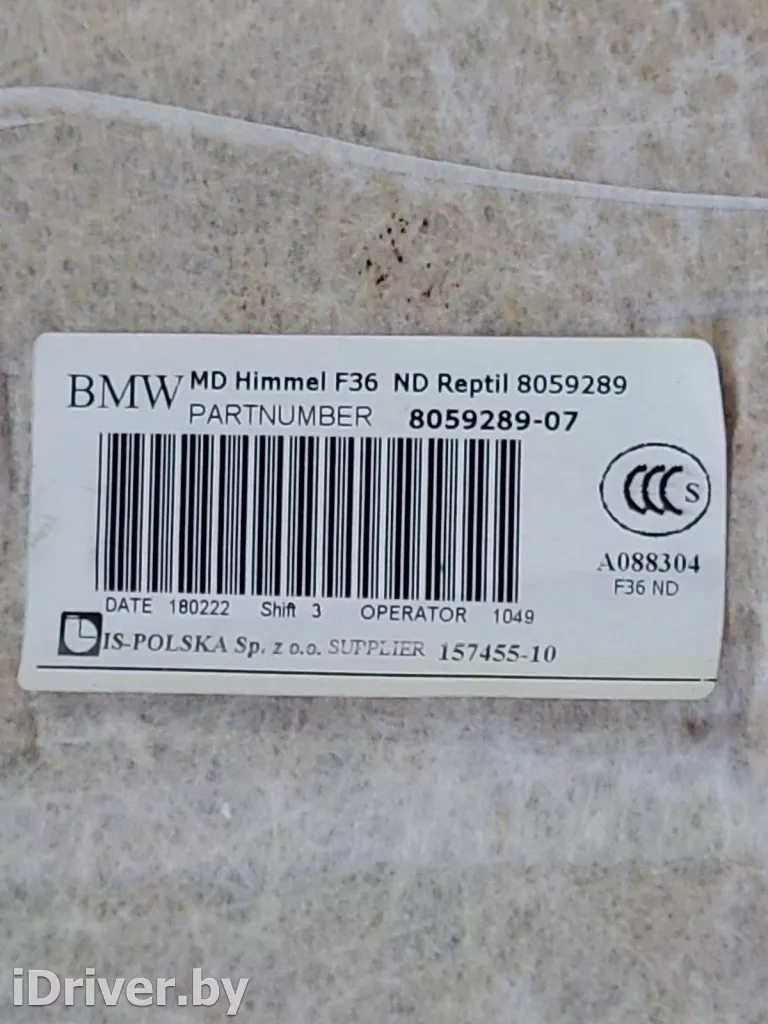 BMW MD Himmel F36 ND Reptil 8059289
PARTNUMBER 8059289-07
CCC S
A088304
F36 ND
DATE 180222 Shift 3 OPERATOR 1049
IS-POLSKA Sp. z o.o. SUPPLIER 157455-10
iDriver.by